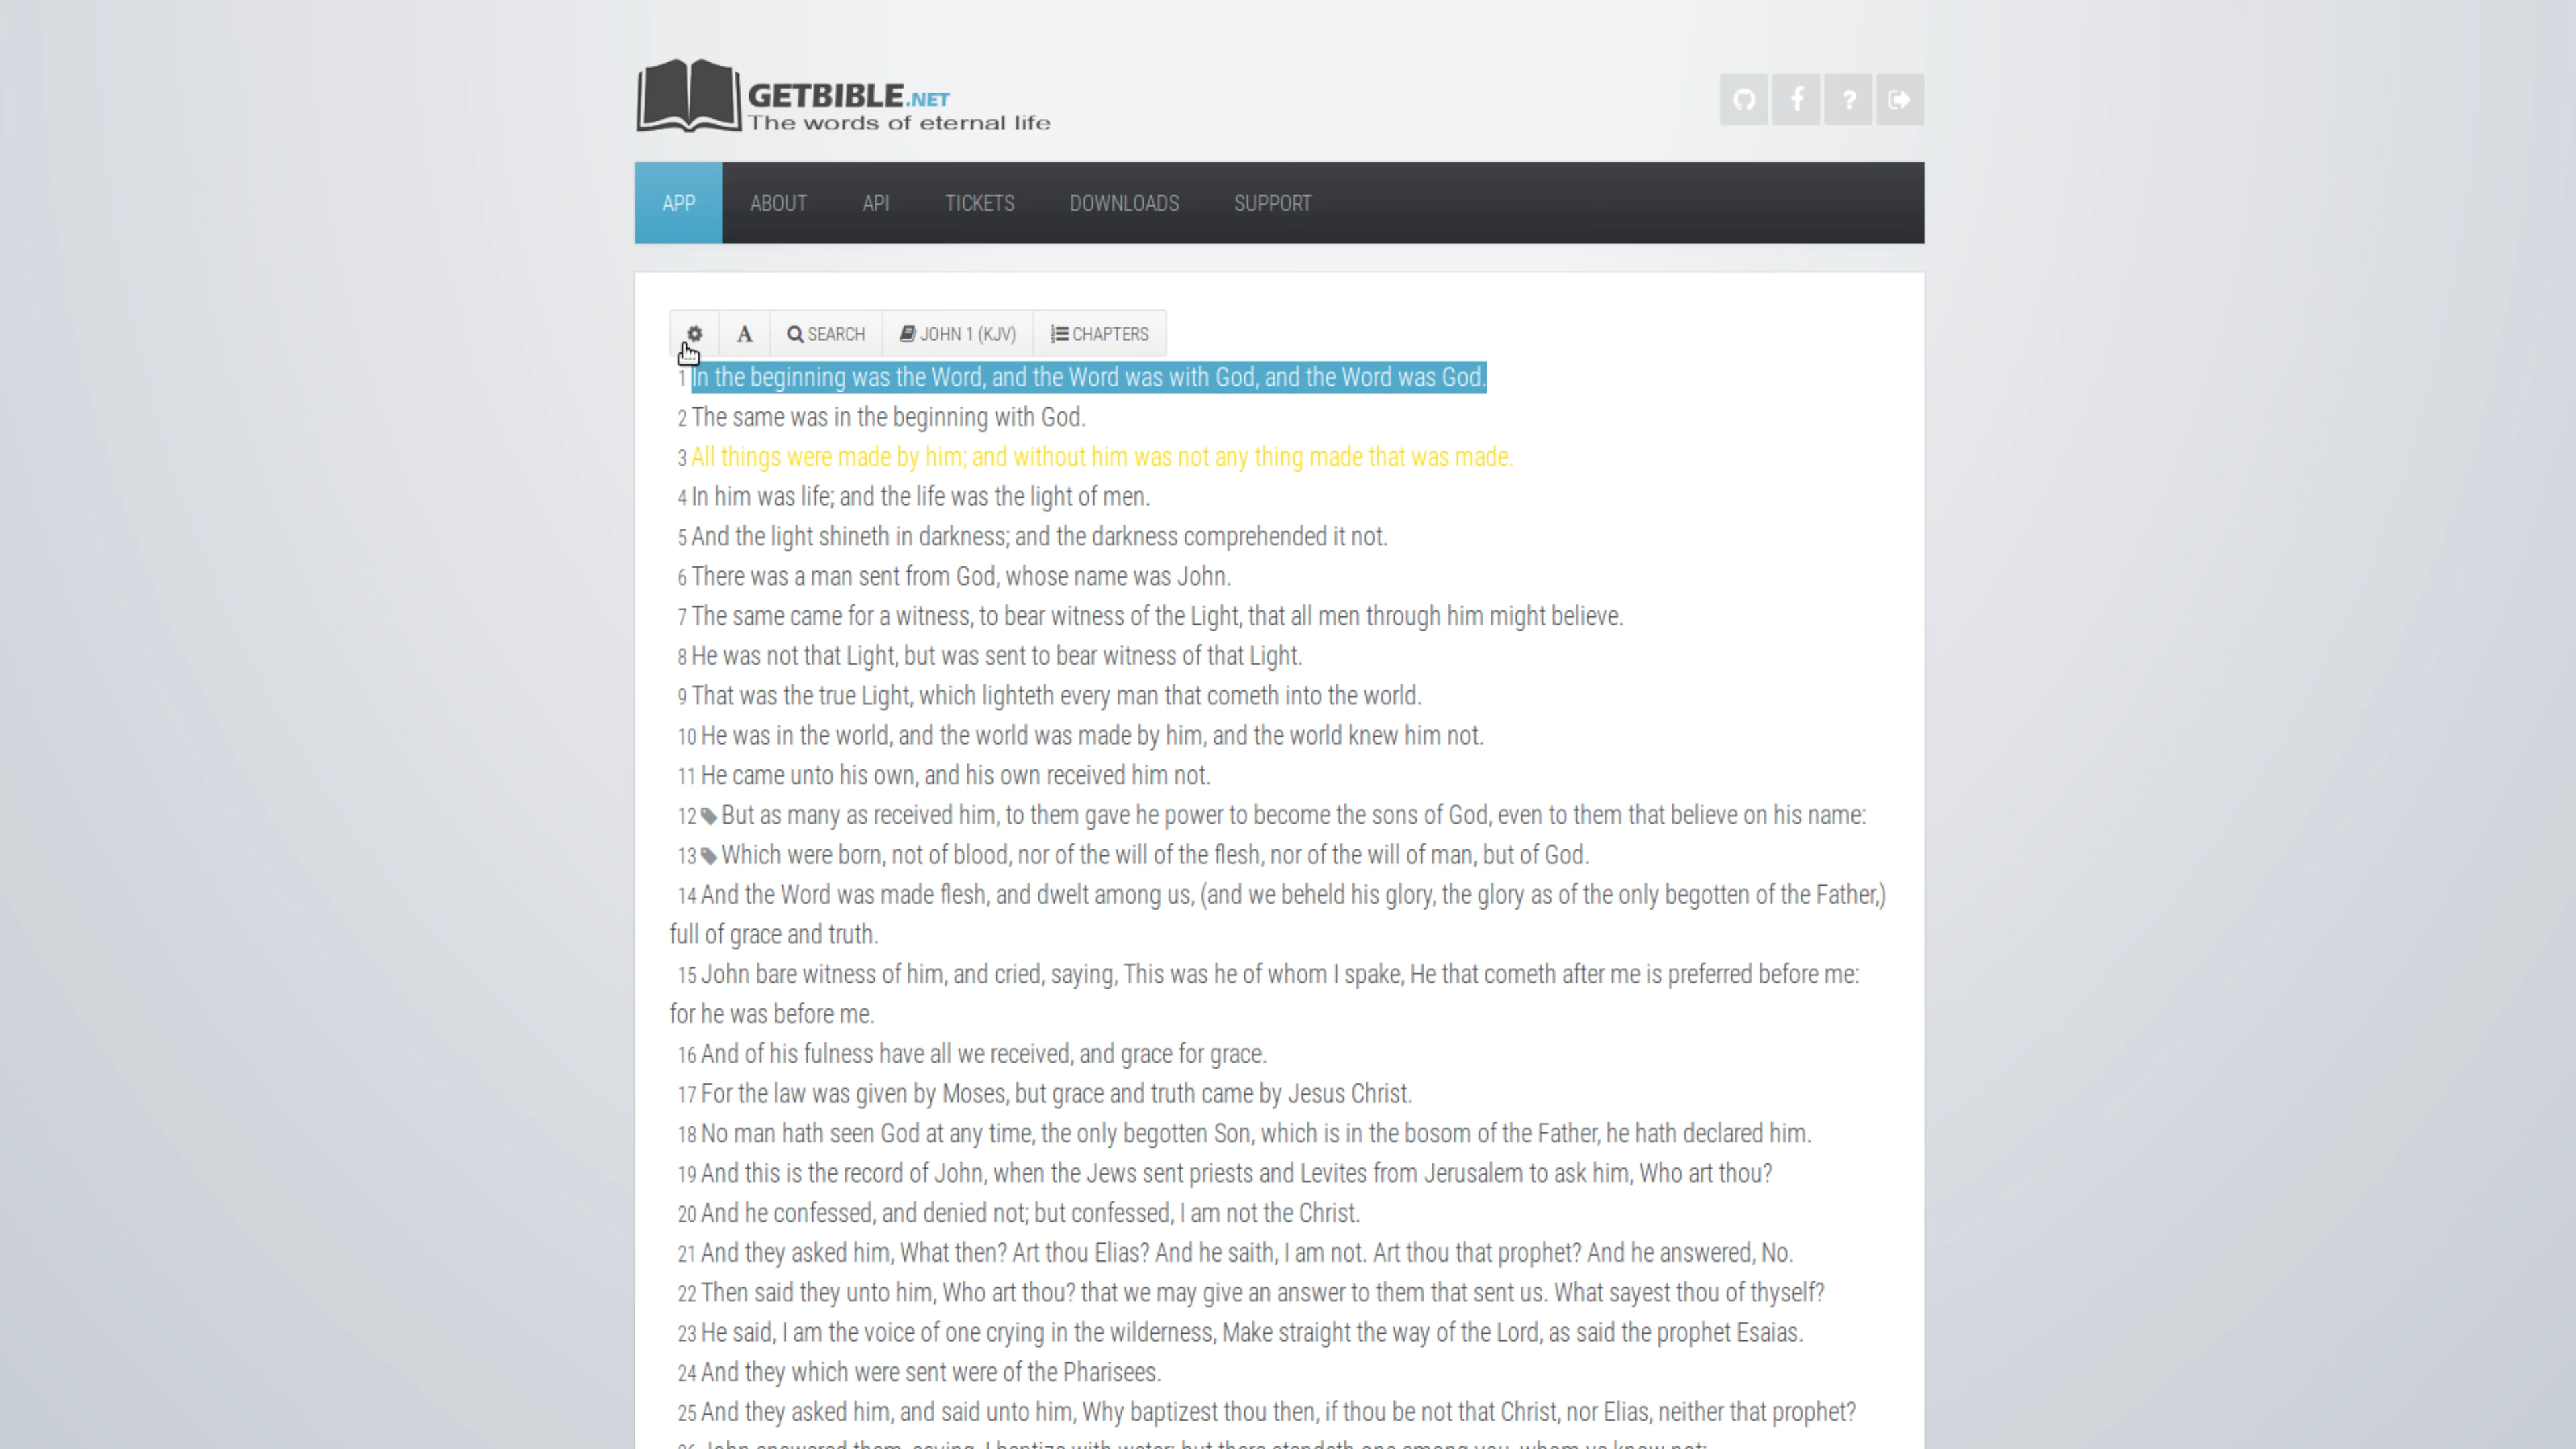 GETBIBLE.NET
The words of eternal life
APP ABOUT API TICKETS DOWNLOADS SUPPORT
A SEARCH JOHN 1 (KJV) CHAPTERS
1 In the beginning was the Word, and the Word was with God, and the Word was God.
2 The same was in the beginning with God.
3 All things were made by him; and without him was not any thing made that was made.
4 In him was life; and the life was the light of men.
5 And the light shineth in darkness; and the darkness comprehended it not.
6 There was a man sent from God, whose name was John.
7 The same came for a witness, to bear witness of the Light, that all men through him might believe.
8 He was not that Light, but was sent to bear witness of that Light.
9 That was the true Light, which lighteth every man that cometh into the world.
10 He was in the world, and the world was made by him, and the world knew him not.
11 He came unto his own, and his own received him not.
12 But as many as received him, to them gave he power to become the sons of God, even to them that believe on his name:
13 Which were born, not of blood, nor of the will of the flesh, nor of the will of man, but of God.
14 And the Word was made flesh, and dwelt among us, (and we beheld his glory, the glory as of the only begotten of the Father,)
full of grace and truth.
15 John bare witness of him, and cried, saying, This was he of whom I spake, He that cometh after me is preferred before me:
for he was before me.
16 And of his fulness have all we received, and grace for grace.
17 For the law was given by Moses, but grace and truth came by Jesus Christ.
18 No man hath seen God at any time, the only begotten Son, which is in the bosom of the Father, he hath declared him.
19 And this is the record of John, when the Jews sent priests and Levites from Jerusalem to ask him, Who art thou?
20 And he confessed, and denied not; but confessed, I am not the Christ.
21 And they asked him, What then? Art thou Elias? And he saith, I am not. Art thou that prophet? And he answered, No.
22 Then said they unto him, Who art thou? that we may give an answer to them that sent us. What sayest thou of thyself?
23 He said, I am the voice of one crying in the wilderness, Make straight the way of the Lord, as said the prophet Esaias.
24 And they which were sent were of the Pharisees.
25 And they asked him, and said unto him, Why baptizest thou then, if thou be not that Christ, nor Elias, neither that prophet?
26 John answered them, saying, I baptize with water: but there standeth one among you, whom ye know not;